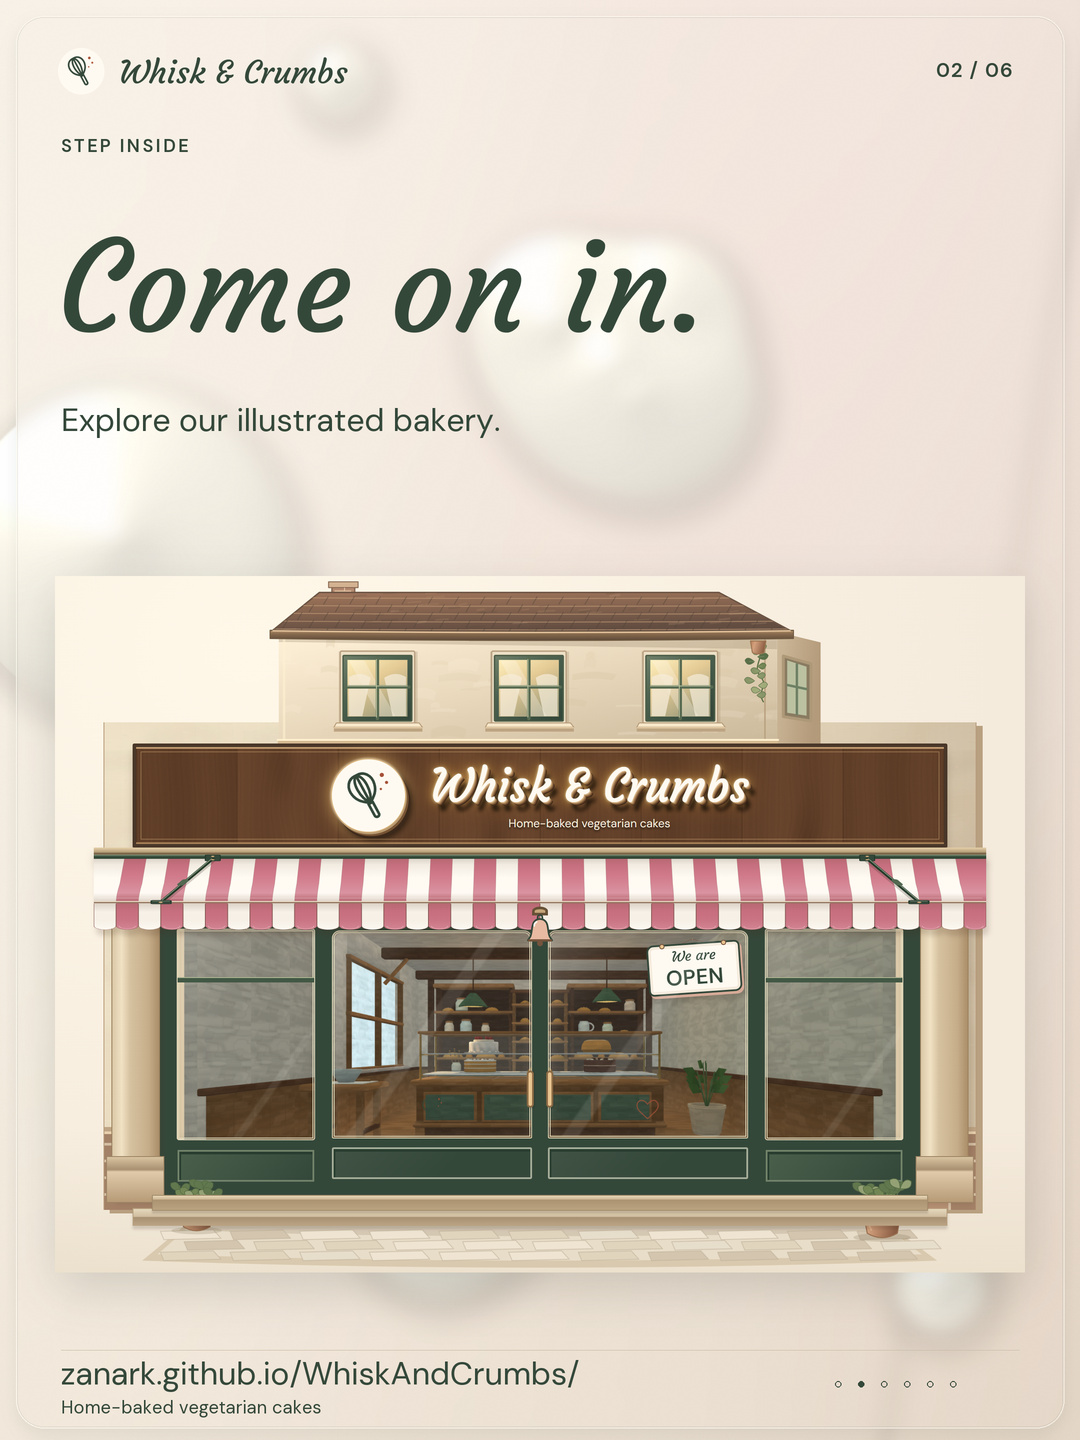 Whisk & Crumbs
02 / 06
STEP INSIDE
Come on in.
Explore our illustrated bakery.
Whisk & Crumbs
Home-baked vegetarian cakes
We are
OPEN
zanark.github.io/WhiskAndCrumbs/
Home-baked vegetarian cakes